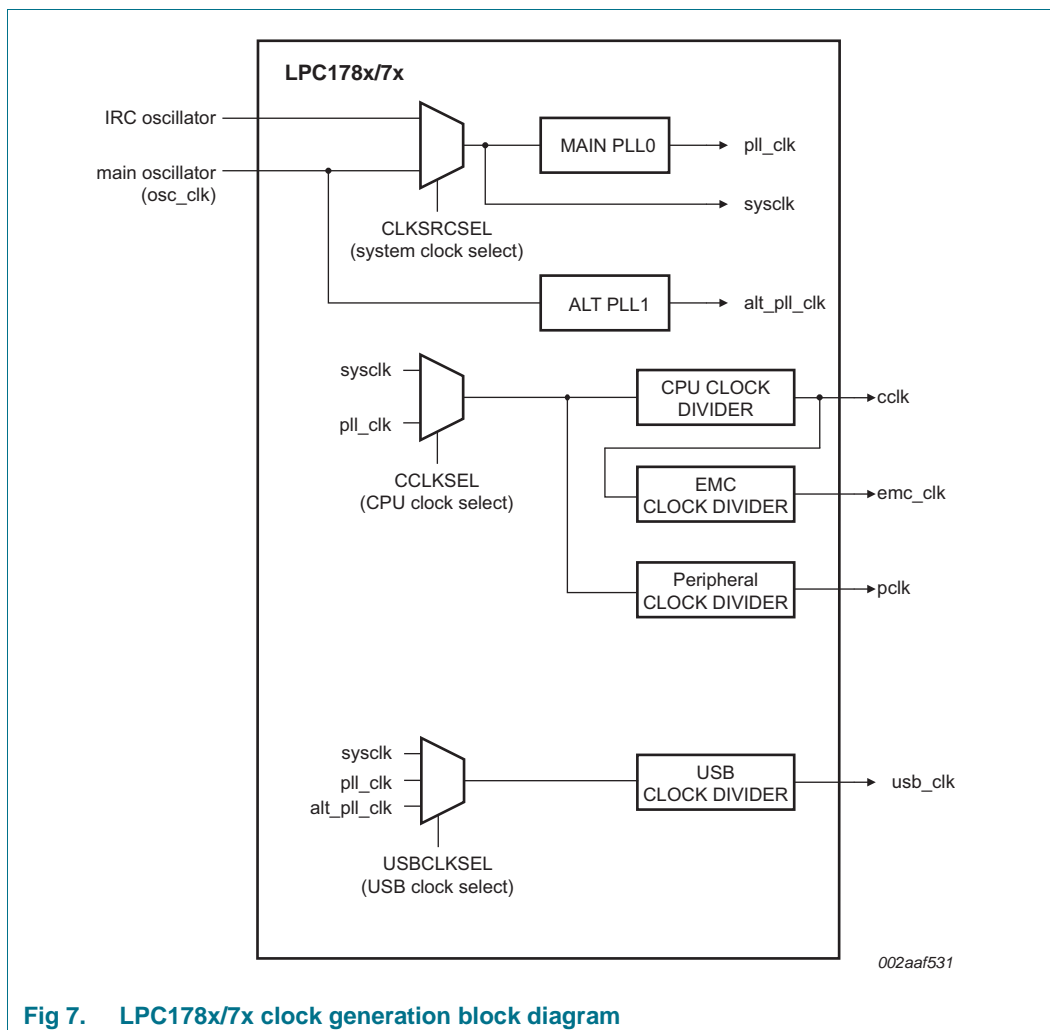 LPC178x/7x
IRC oscillator
MAIN PLL0
pll_clk
main oscillator
(osc_clk)
sysclk
CLKSRCSEL
(system clock select)
ALT PLL1
alt_pll_clk
sysclk
pll_clk
CPU CLOCK
DIVIDER
cclk
CCLKSEL
(CPU clock select)
EMC
CLOCK DIVIDER
emc_clk
Peripheral
CLOCK DIVIDER
pclk
sysclk
pll_clk
alt_pll_clk
USB
CLOCK DIVIDER
usb_clk
USBCLKSEL
(USB clock select)
002aaf531
Fig 7. LPC178x/7x clock generation block diagram